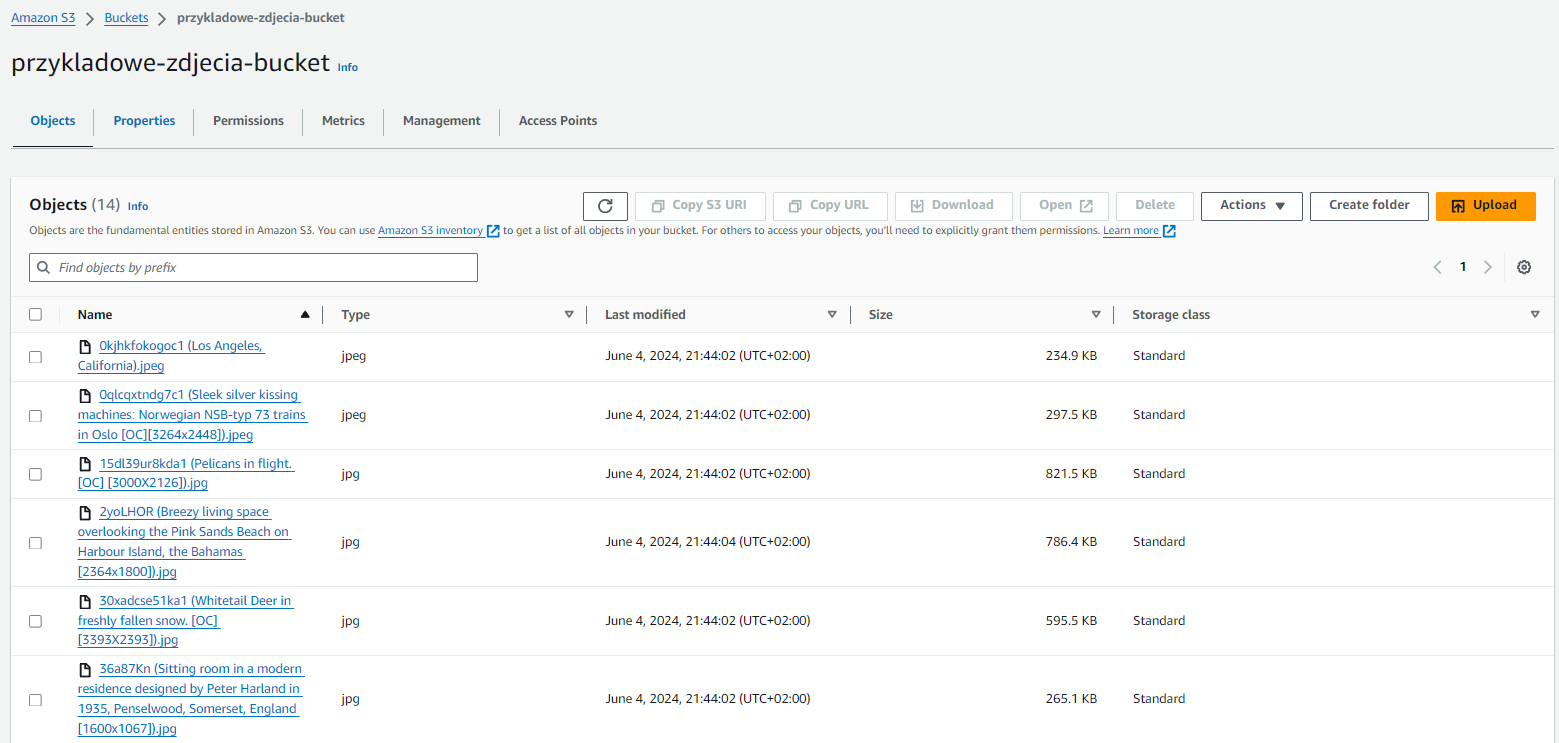 Amazon S3 > Buckets > przykladowe-zdjecia-bucket
przykladowe-zdjecia-bucket Info
Objects Properties Permissions Metrics Management Access Points
Objects (14) Info Copy S3 URI Copy URL Download Open Delete Actions Create folder Upload
Objects are the fundamental entities stored in Amazon S3. You can use Amazon S3 inventory to get a list of all objects in your bucket. For others to access your objects, you'll need to explicitly grant them permissions. Learn more
Find objects by prefix 1
Name Type Last modified Size Storage class
0kjhkfokogoc1 (Los Angeles,
California).jpeg jpeg June 4, 2024, 21:44:02 (UTC+02:00) 234.9 KB Standard
0qlcqxtndg7c1 (Sleek silver kissing
machines: Norwegian NSB-typ 73 trains jpeg June 4, 2024, 21:44:02 (UTC+02:00) 297.5 KB Standard
in Oslo [OC][3264x2448]).jpeg
15dl39ur8kda1 (Pelicans in flight.
[OC] [3000X2126]).jpg jpg June 4, 2024, 21:44:02 (UTC+02:00) 821.5 KB Standard
2yoLHOR (Breezy living space
overlooking the Pink Sands Beach on jpg June 4, 2024, 21:44:04 (UTC+02:00) 786.4 KB Standard
Harbour Island, the Bahamas
[2364x1800]).jpg
30xadcse51ka1 (Whitetail Deer in
freshly fallen snow. [OC] jpg June 4, 2024, 21:44:02 (UTC+02:00) 595.5 KB Standard
[3393X2393]).jpg
36a87Kn (Sitting room in a modern
residence designed by Peter Harland in jpg June 4, 2024, 21:44:02 (UTC+02:00) 265.1 KB Standard
1935, Penselwood, Somerset, England
[1600x1067]).jpg